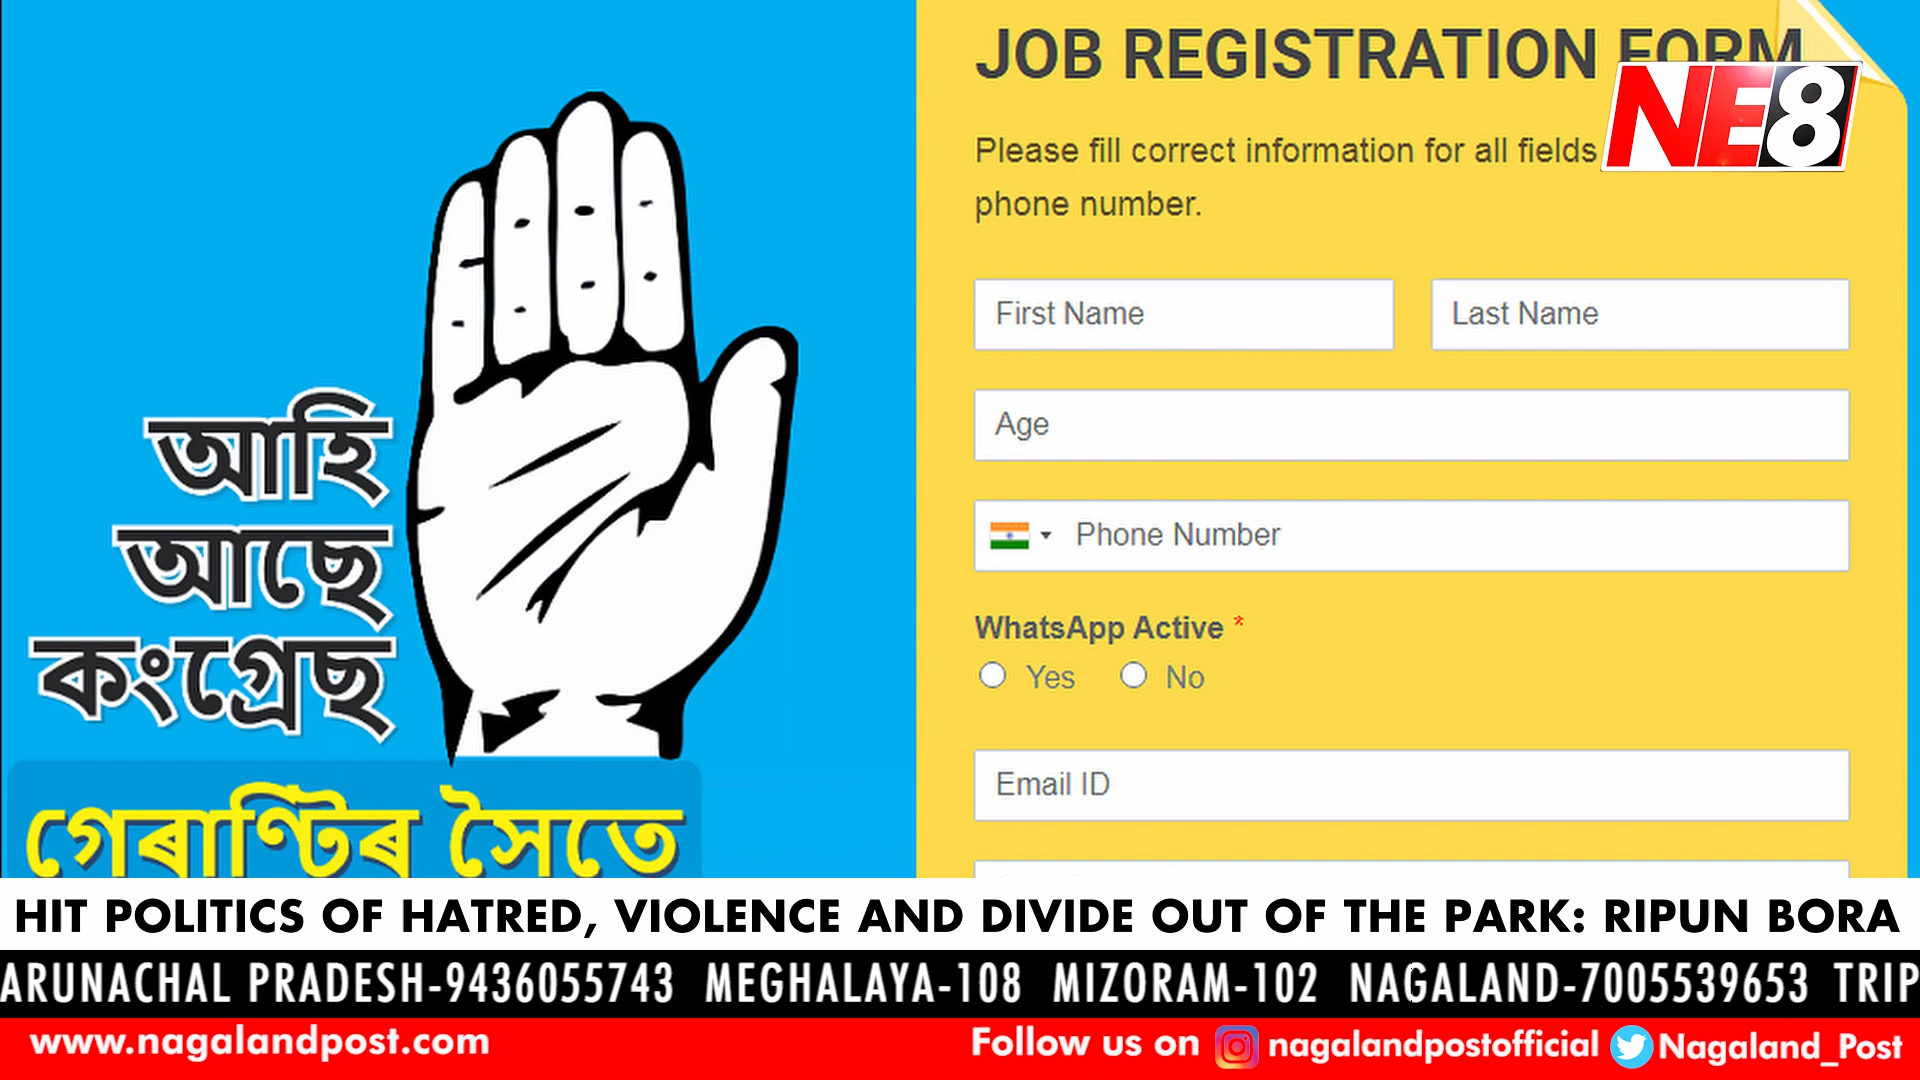 আহি
আছে
কংগ্ৰেছ
গেৰাণ্টিৰ সৈতে
JOB REGISTRATION FORM
NE8
Please fill correct information for all fields
phone number.
First Name
Last Name
Age
Phone Number
WhatsApp Active *
Yes No
Email ID
HIT POLITICS OF HATRED, VIOLENCE AND DIVIDE OUT OF THE PARK: RIPUN BORA
ARUNACHAL PRADESH-9436055743 MEGHALAYA-108 MIZORAM-102 NAGALAND-7005539653 TRIP
www.nagalandpost.com
Follow us on nagalandpostofficial Nagaland_Post